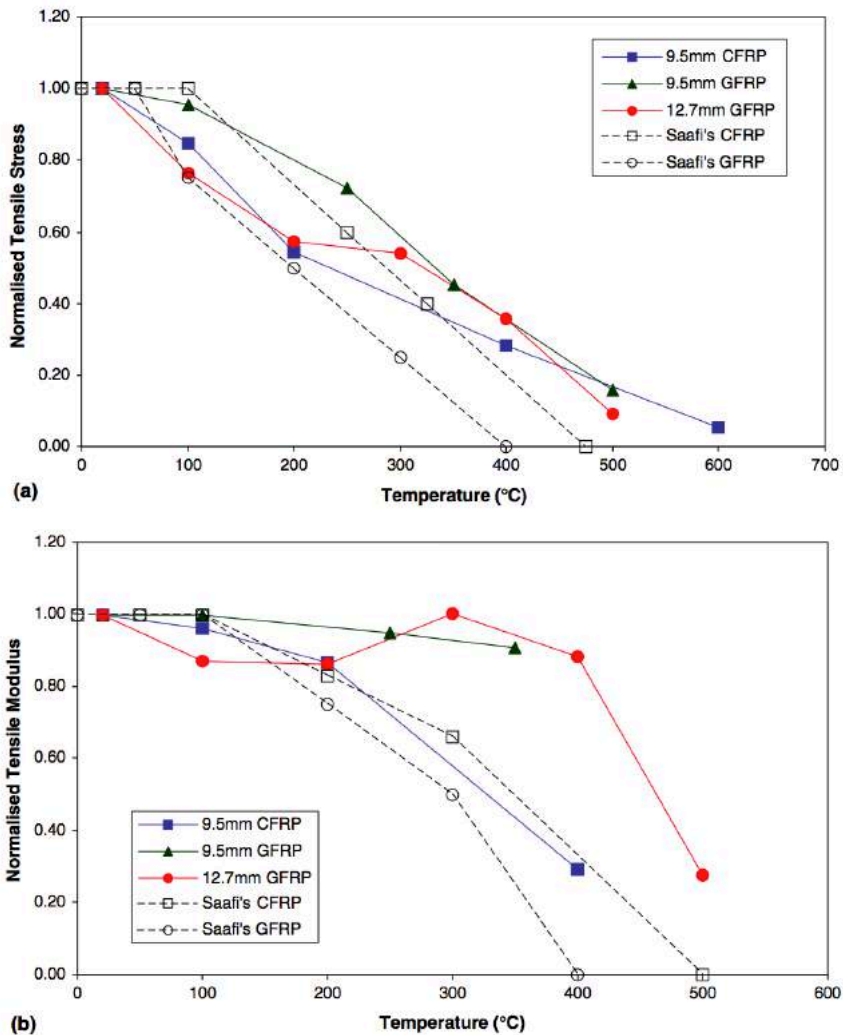 1.20
1.00
0.80
0.60
0.40
0.20
0.00
Normalised Tensile Stress
9.5mm CFRP
9.5mm GFRP
12.7mm GFRP
Saafi's CFRP
Saafi's GFRP
0 100 200 300 400 500 600 700
(a) Temperature (°C)
1.20
1.00
0.80
0.60
0.40
0.20
0.00
Normalised Tensile Modulus
9.5mm CFRP
9.5mm GFRP
12.7mm GFRP
Saafi's CFRP
Saafi's GFRP
0 100 200 300 400 500 600
(b) Temperature (°C)